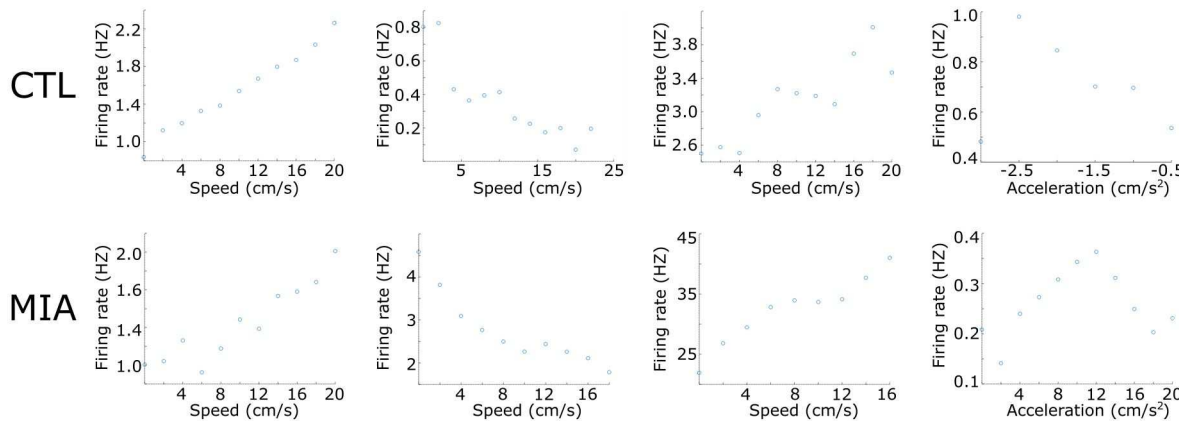 CTL
Firing rate (HZ)
2.2
1.8
1.4
1.0
4 8 12 16 20
Speed (cm/s)
Firing rate (HZ)
0.8
0.6
0.4
0.2
5 15 25
Speed (cm/s)
Firing rate (HZ)
3.8
3.4
3.0
2.6
4 8 12 16 20
Speed (cm/s)
Firing rate (HZ)
1.0
0.8
0.6
0.4
-2.5 -1.5 -0.5
Acceleration (cm/s²)
MIA
Firing rate (HZ)
2.0
1.6
1.4
1.0
4 8 12 16 20
Speed (cm/s)
Firing rate (HZ)
4
2
4 8 12 16
Speed (cm/s)
Firing rate (HZ)
45
35
25
4 8 12 16
Speed (cm/s)
Firing rate (HZ)
0.4
0.3
0.2
0.1
4 8 12 16 20
Acceleration (cm/s²)